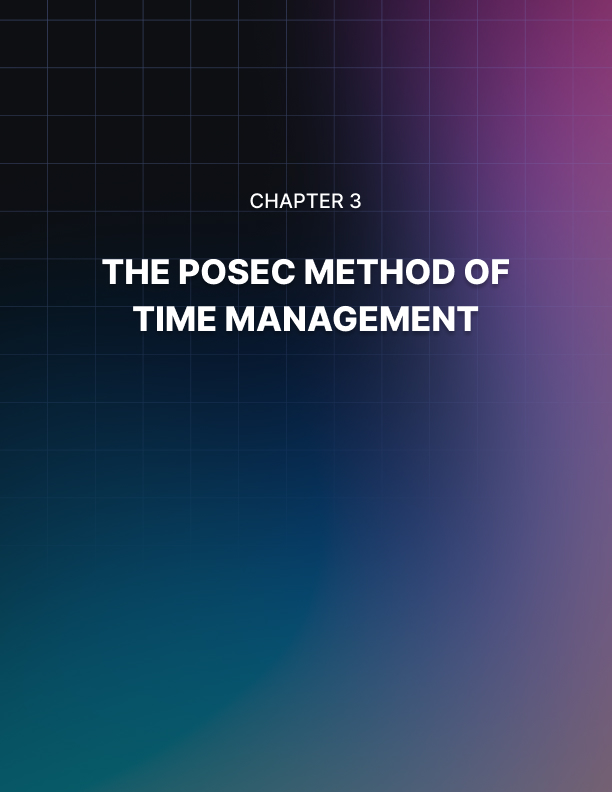 CHAPTER 3
THE POSEC METHOD OF
TIME MANAGEMENT